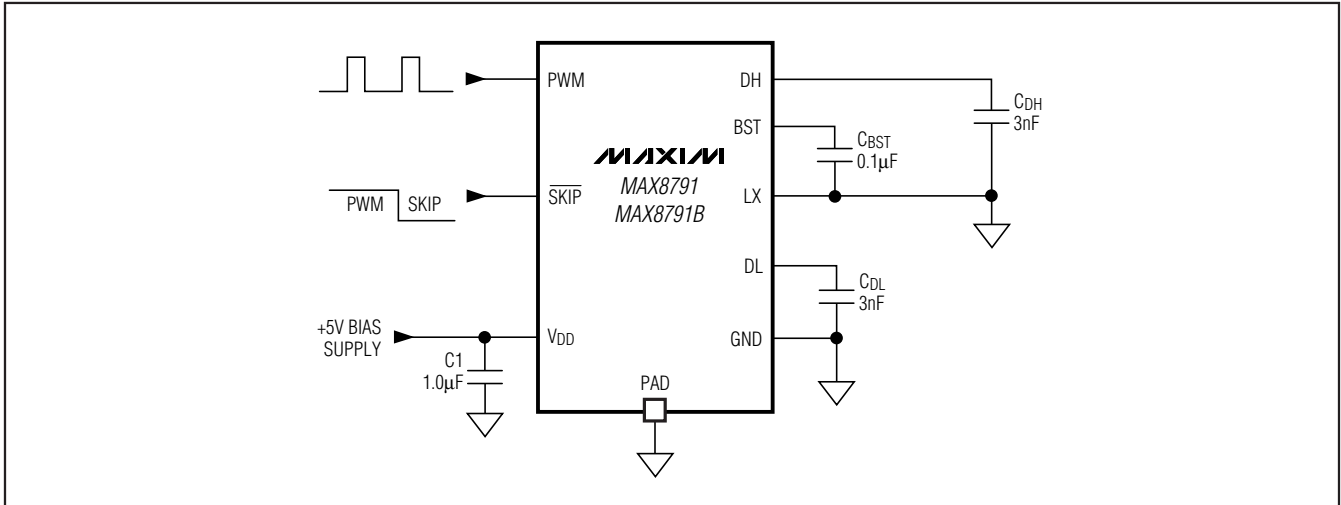 PWM
DH
C_DH
3nF
BST
C_BST
0.1µF
MAXIM
MAX8791
MAX8791B
PWM SKIP
S̅K̅I̅P̅
LX
DL
C_DL
3nF
+5V BIAS
SUPPLY
V_DD
GND
C1
1.0µF
PAD